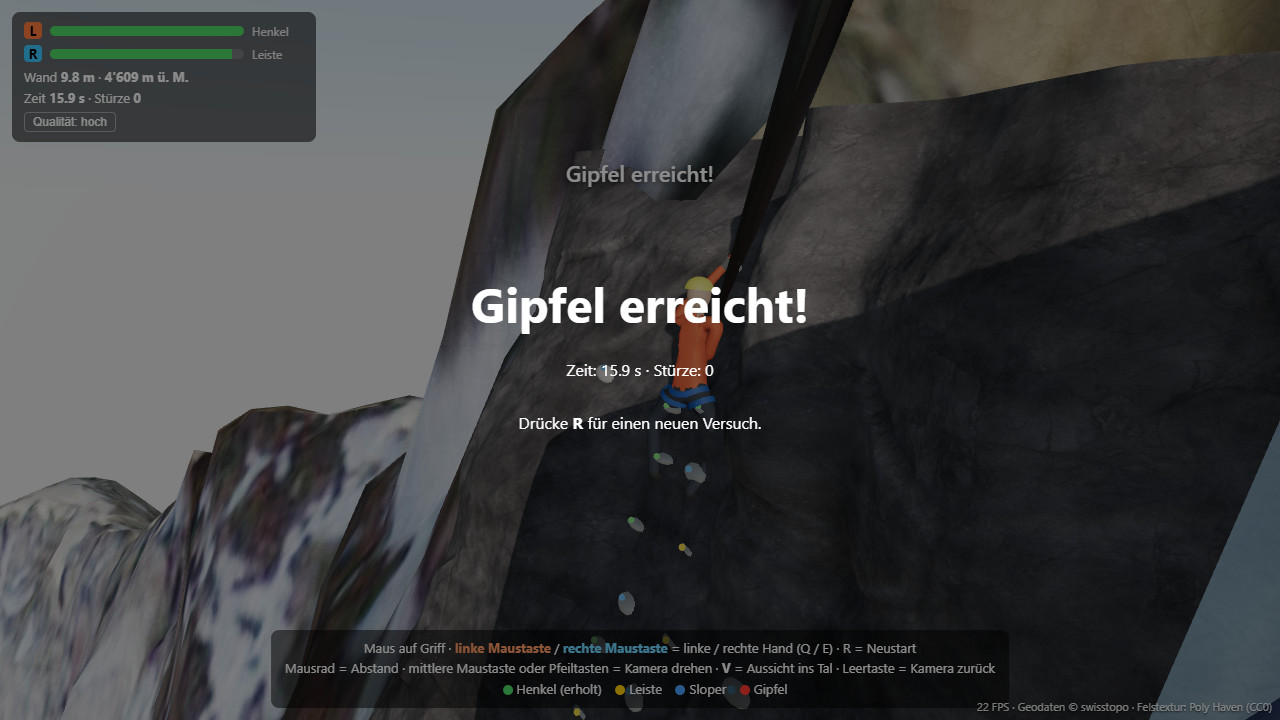 L Henkel
R Leiste
Wand 9.8 m · 4'609 m ü. M.
Zeit 15.9 s · Stürze 0
Qualität: hoch
Gipfel erreicht!
Gipfel erreicht!
Zeit: 15.9 s · Stürze: 0
Drücke R für einen neuen Versuch.
Maus auf Griff · linke Maustaste / rechte Maustaste = linke / rechte Hand (Q / E) · R = Neustart
Mausrad = Abstand · mittlere Maustaste oder Pfeiltasten = Kamera drehen · V = Aussicht ins Tal · Leertaste = Kamera zurück
Henkel (erholt) Leiste Sloper Gipfel
22 FPS · Geodaten © swisstopo · Felstextur: Poly Haven (CC0)